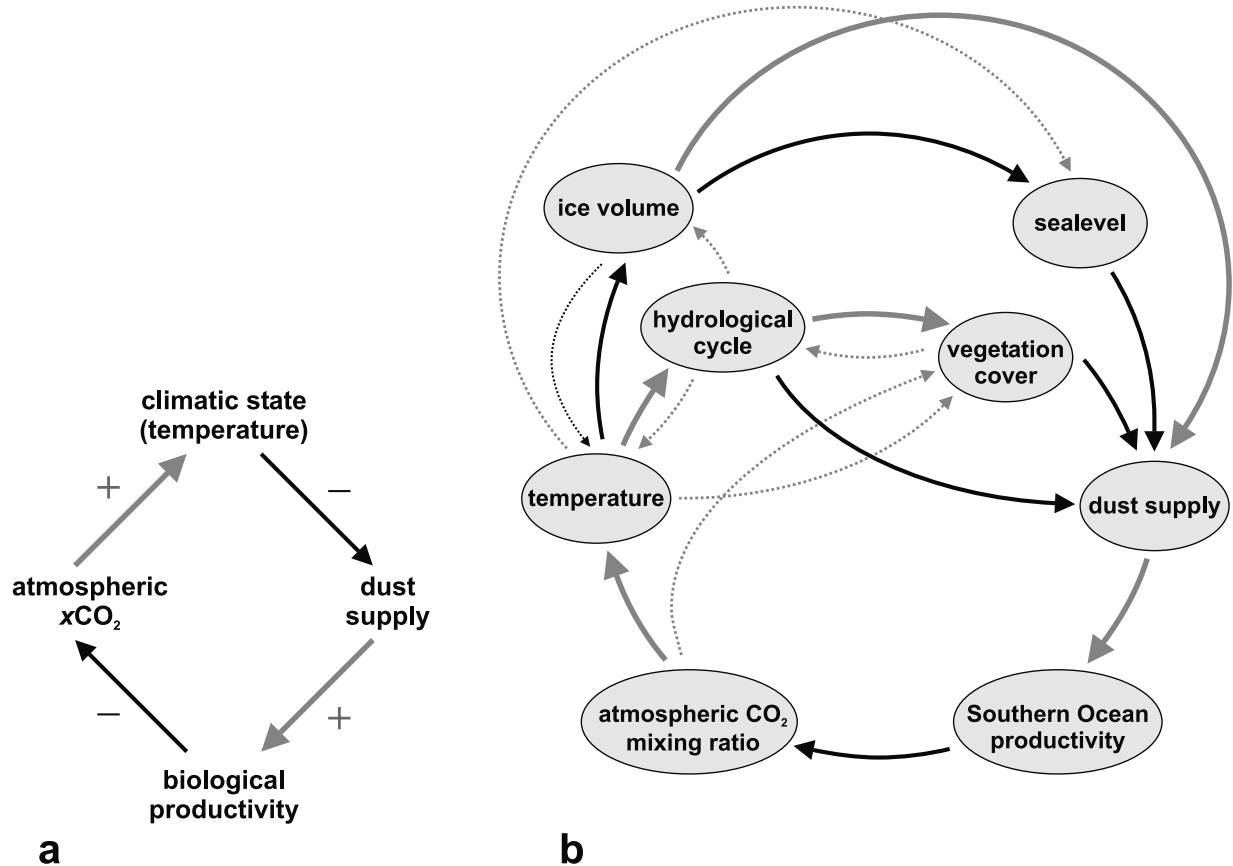 climatic state
(temperature)
+
−
atmospheric
xCO₂
dust
supply
−
+
biological
productivity
a
ice volume
sealevel
hydrological
cycle
vegetation
cover
temperature
dust supply
atmospheric CO₂
mixing ratio
Southern Ocean
productivity
b